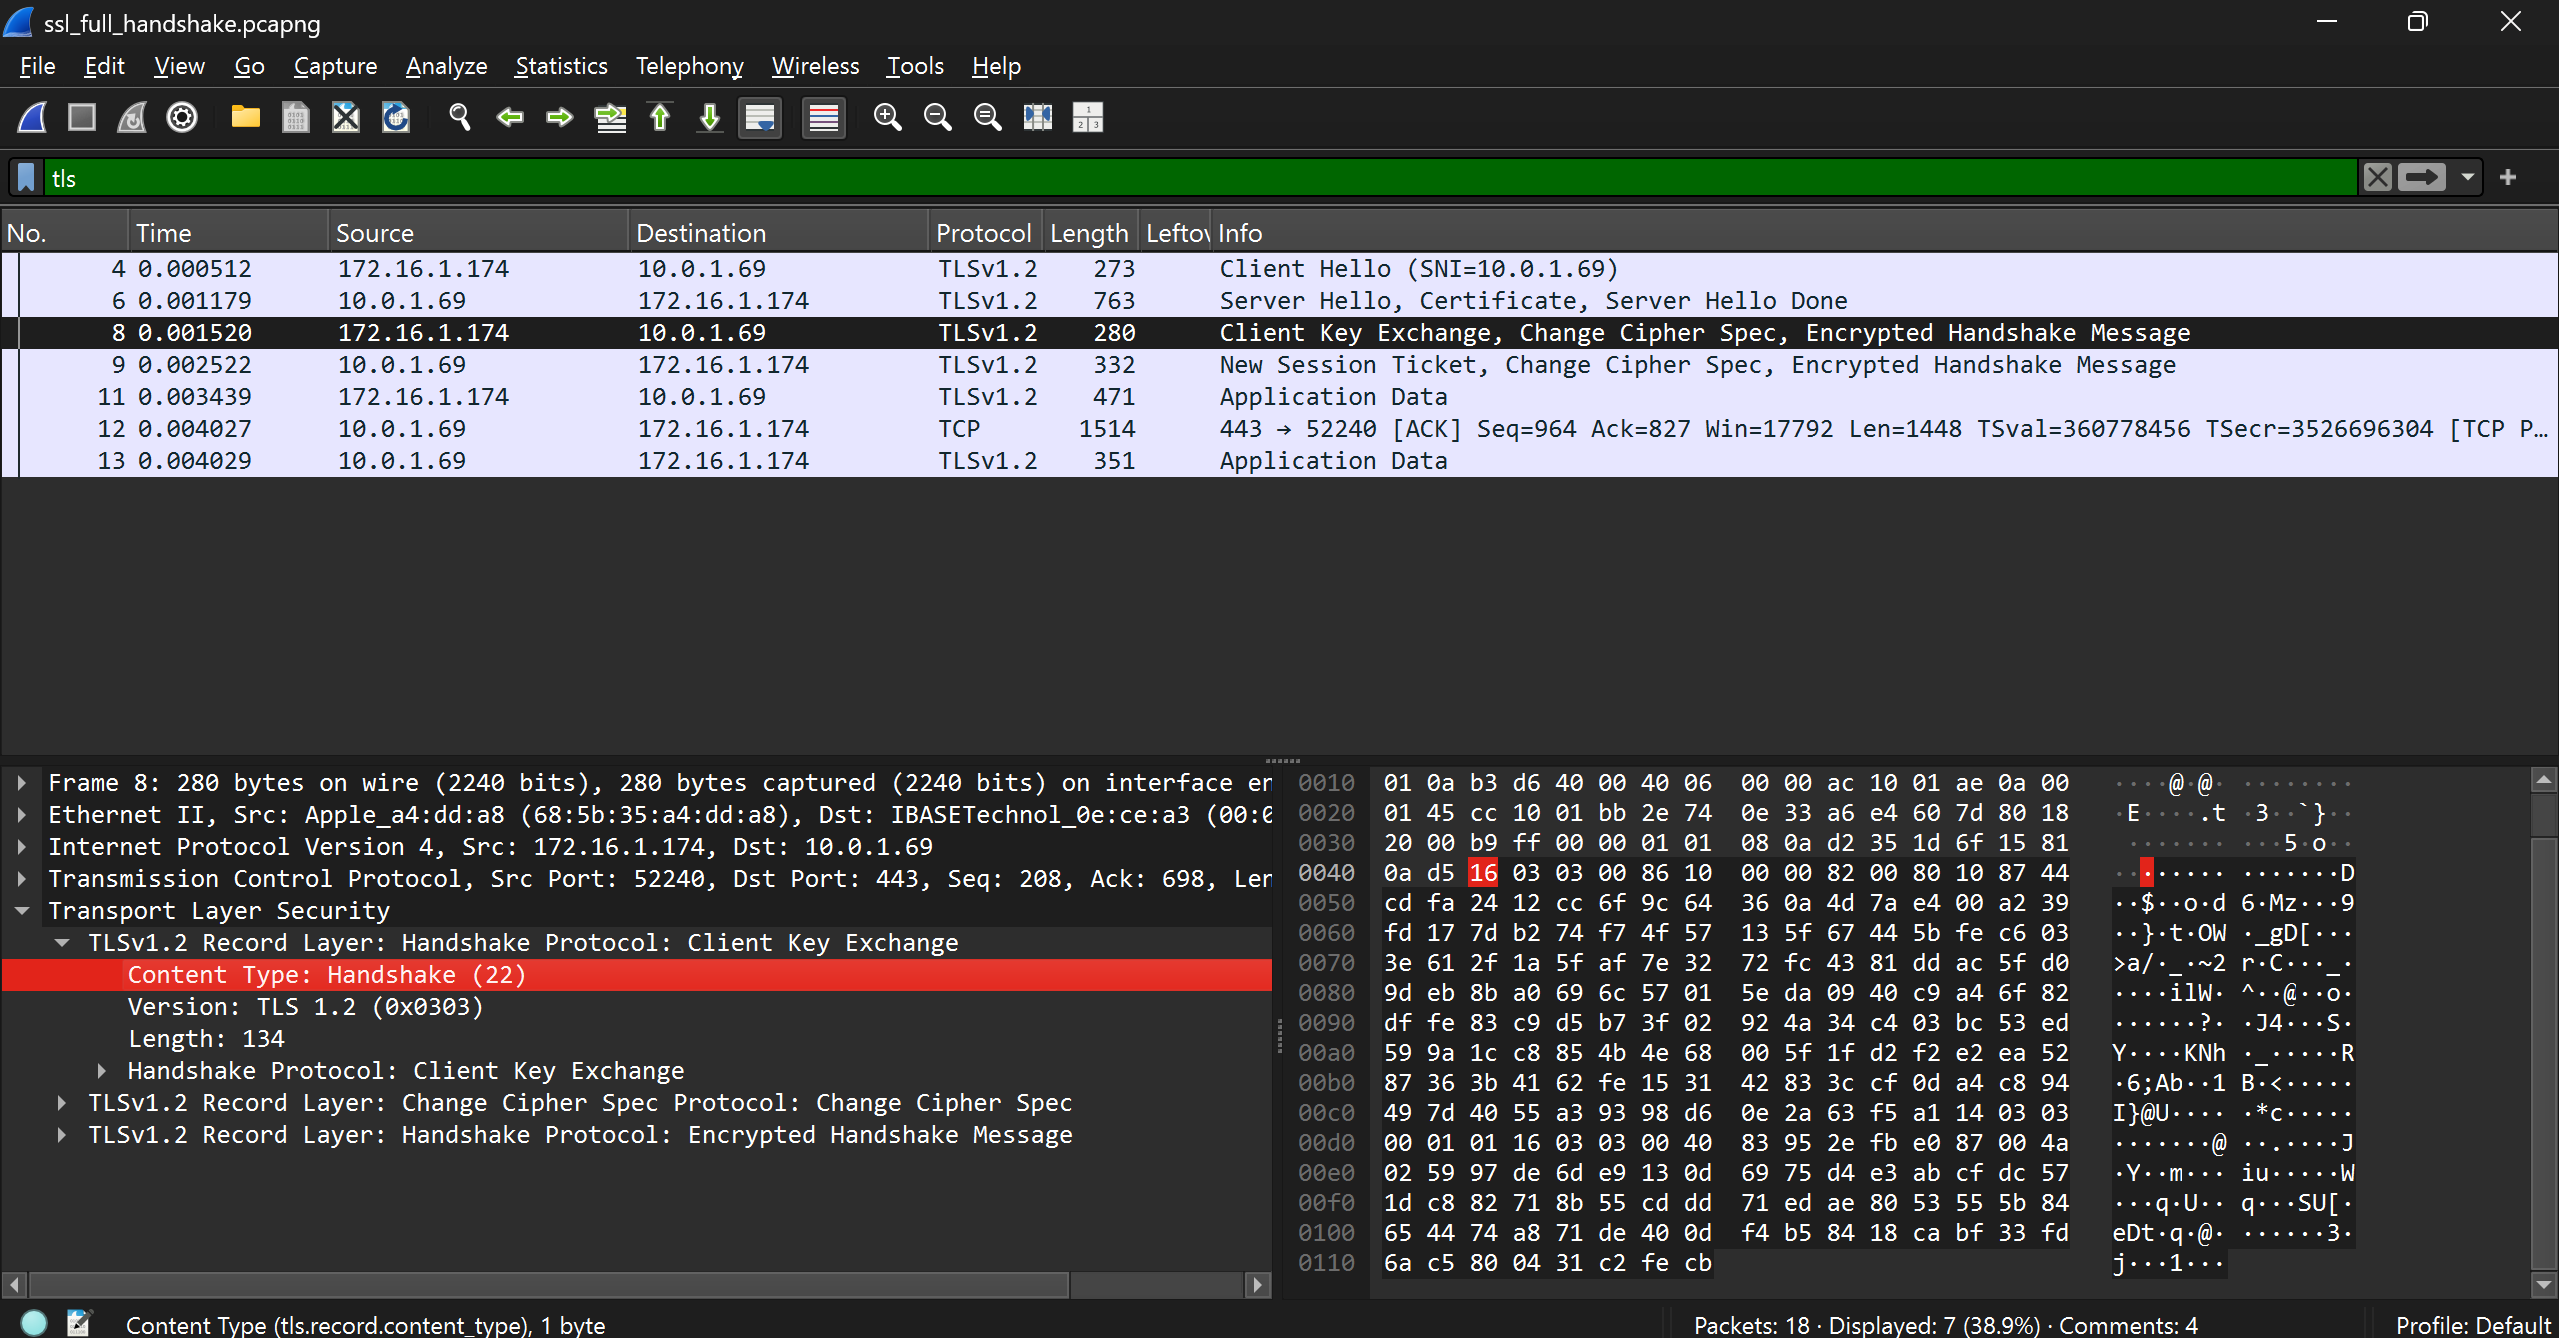 ssl_full_handshake.pcapng
File Edit View Go Capture Analyze Statistics Telephony Wireless Tools Help
tls
No. Time Source Destination Protocol Length Leftov Info
4 0.000512 172.16.1.174 10.0.1.69 TLSv1.2 273 Client Hello (SNI=10.0.1.69)
6 0.001179 10.0.1.69 172.16.1.174 TLSv1.2 763 Server Hello, Certificate, Server Hello Done
8 0.001520 172.16.1.174 10.0.1.69 TLSv1.2 280 Client Key Exchange, Change Cipher Spec, Encrypted Handshake Message
9 0.002522 10.0.1.69 172.16.1.174 TLSv1.2 332 New Session Ticket, Change Cipher Spec, Encrypted Handshake Message
11 0.003439 172.16.1.174 10.0.1.69 TLSv1.2 471 Application Data
12 0.004027 10.0.1.69 172.16.1.174 TCP 1514 443 → 52240 [ACK] Seq=964 Ack=827 Win=17792 Len=1448 TSval=360778456 TSecr=3526696304 [TCP P…
13 0.004029 10.0.1.69 172.16.1.174 TLSv1.2 351 Application Data
Frame 8: 280 bytes on wire (2240 bits), 280 bytes captured (2240 bits) on interface en
Ethernet II, Src: Apple_a4:dd:a8 (68:5b:35:a4:dd:a8), Dst: IBASETechnol_0e:ce:a3 (00:0
Internet Protocol Version 4, Src: 172.16.1.174, Dst: 10.0.1.69
Transmission Control Protocol, Src Port: 52240, Dst Port: 443, Seq: 208, Ack: 698, Len
Transport Layer Security
TLSv1.2 Record Layer: Handshake Protocol: Client Key Exchange
Content Type: Handshake (22)
Version: TLS 1.2 (0x0303)
Length: 134
Handshake Protocol: Client Key Exchange
TLSv1.2 Record Layer: Change Cipher Spec Protocol: Change Cipher Spec
TLSv1.2 Record Layer: Handshake Protocol: Encrypted Handshake Message
0010 01 0a b3 d6 40 00 40 06 00 00 ac 10 01 ae 0a 00 ····@·@· ········
0020 01 45 cc 10 01 bb 2e 74 0e 33 a6 e4 60 7d 80 18 ·E····.t ·3··`}··
0030 20 00 b9 ff 00 00 01 01 08 0a d2 35 1d 6f 15 81 ······· ···5·o··
0040 0a d5 16 03 03 00 86 10 00 00 82 00 80 10 87 44 ········ ·······D
0050 cd fa 24 12 cc 6f 9c 64 36 0a 4d 7a e4 00 a2 39 ··$··o·d 6·Mz···9
0060 fd 17 7d b2 74 f7 4f 57 13 5f 67 44 5b fe c6 03 ··}·t·OW ·_gD[···
0070 3e 61 2f 1a 5f af 7e 32 72 fc 43 81 dd ac 5f d0 >a/·_·~2 r·C···_·
0080 9d eb 8b a0 69 6c 57 01 5e da 09 40 c9 a4 6f 82 ····ilW· ^··@··o·
0090 df fe 83 c9 d5 b7 3f 02 92 4a 34 c4 03 bc 53 ed ······?· ·J4···S·
00a0 59 9a 1c c8 85 4b 4e 68 00 5f 1f d2 f2 e2 ea 52 Y····KNh ·_·····R
00b0 87 36 3b 41 62 fe 15 31 42 83 3c cf 0d a4 c8 94 ·6;Ab··1 B·<·····
00c0 49 7d 40 55 a3 93 98 d6 0e 2a 63 f5 a1 14 03 03 I}@U···· ·*c·····
00d0 00 01 01 16 03 03 00 40 83 95 2e fb e0 87 00 4a ·······@ ··.····J
00e0 02 59 97 de 6d e9 13 0d 69 75 d4 e3 ab cf dc 57 ·Y··m··· iu·····W
00f0 1d c8 82 71 8b 55 cd dd 71 ed ae 80 53 55 5b 84 ···q·U·· q···SU[·
0100 65 44 74 a8 71 de 40 0d f4 b5 84 18 ca bf 33 fd eDt·q·@· ······3·
0110 6a c5 80 04 31 c2 fe cb j···1···
Content Type (tls.record.content_type), 1 byte
Packets: 18 · Displayed: 7 (38.9%) · Comments: 4
Profile: Default